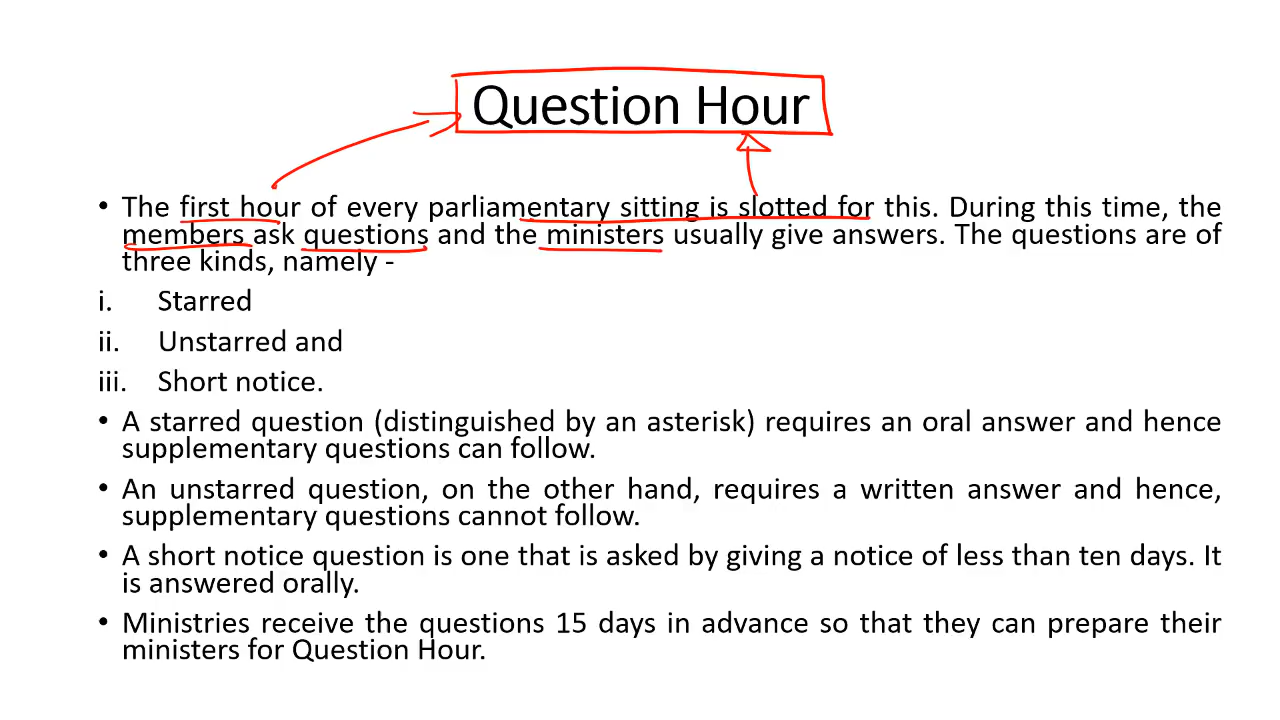 Question Hour
• The first hour of every parliamentary sitting is slotted for this. During this time, the
members ask questions and the ministers usually give answers. The questions are of
three kinds, namely -
i. Starred
ii. Unstarred and
iii. Short notice.
• A starred question (distinguished by an asterisk) requires an oral answer and hence
supplementary questions can follow.
• An unstarred question, on the other hand, requires a written answer and hence,
supplementary questions cannot follow.
• A short notice question is one that is asked by giving a notice of less than ten days. It
is answered orally.
• Ministries receive the questions 15 days in advance so that they can prepare their
ministers for Question Hour.